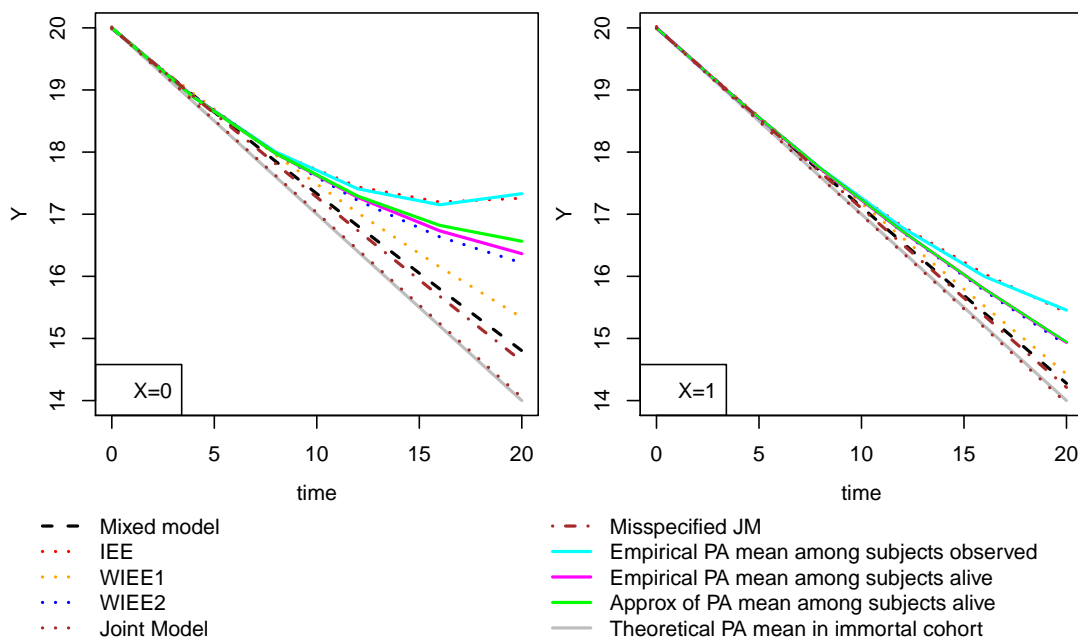 20
19
18
17
16
15
14
Y
X=0
0 5 10 15 20
time
20
19
18
17
16
15
14
Y
X=1
0 5 10 15 20
time
Mixed model
IEE
WIEE1
WIEE2
Joint Model
Misspecified JM
Empirical PA mean among subjects observed
Empirical PA mean among subjects alive
Approx of PA mean among subjects alive
Theoretical PA mean in immortal cohort